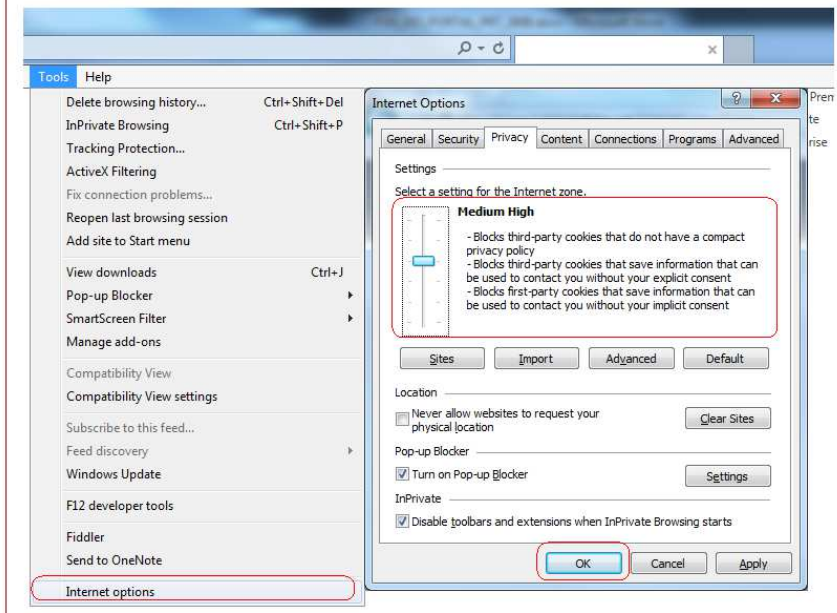 Tools Help
Delete browsing history... Ctrl+Shift+Del
InPrivate Browsing Ctrl+Shift+P
Tracking Protection...
ActiveX Filtering
Fix connection problems...
Reopen last browsing session
Add site to Start menu
View downloads Ctrl+J
Pop-up Blocker
SmartScreen Filter
Manage add-ons
Compatibility View
Compatibility View settings
Subscribe to this feed...
Feed discovery
Windows Update
F12 developer tools
Fiddler
Send to OneNote
Internet options
Internet Options
General Security Privacy Content Connections Programs Advanced
Settings
Select a setting for the Internet zone.
Medium High
- Blocks third-party cookies that do not have a compact
privacy policy
- Blocks third-party cookies that save information that can
be used to contact you without your explicit consent
- Blocks first-party cookies that save information that can
be used to contact you without your implicit consent
Sites Import Advanced Default
Location
Never allow websites to request your
physical location
Clear Sites
Pop-up Blocker
Turn on Pop-up Blocker
Settings
InPrivate
Disable toolbars and extensions when InPrivate Browsing starts
OK Cancel Apply
Prem
te
rise